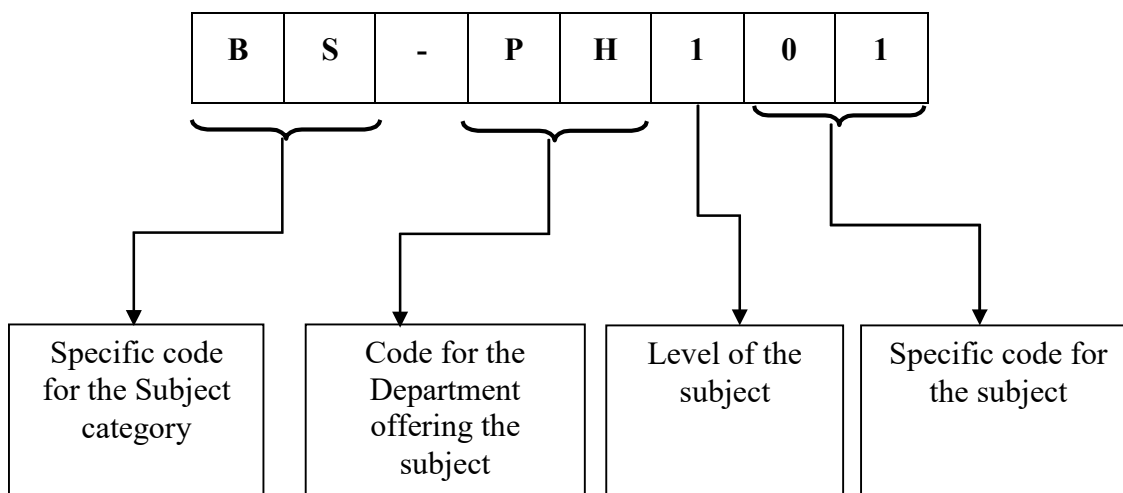 B S - P H 1 0 1
Specific code
for the Subject
category
Code for the
Department
offering the
subject
Level of the
subject
Specific code for
the subject